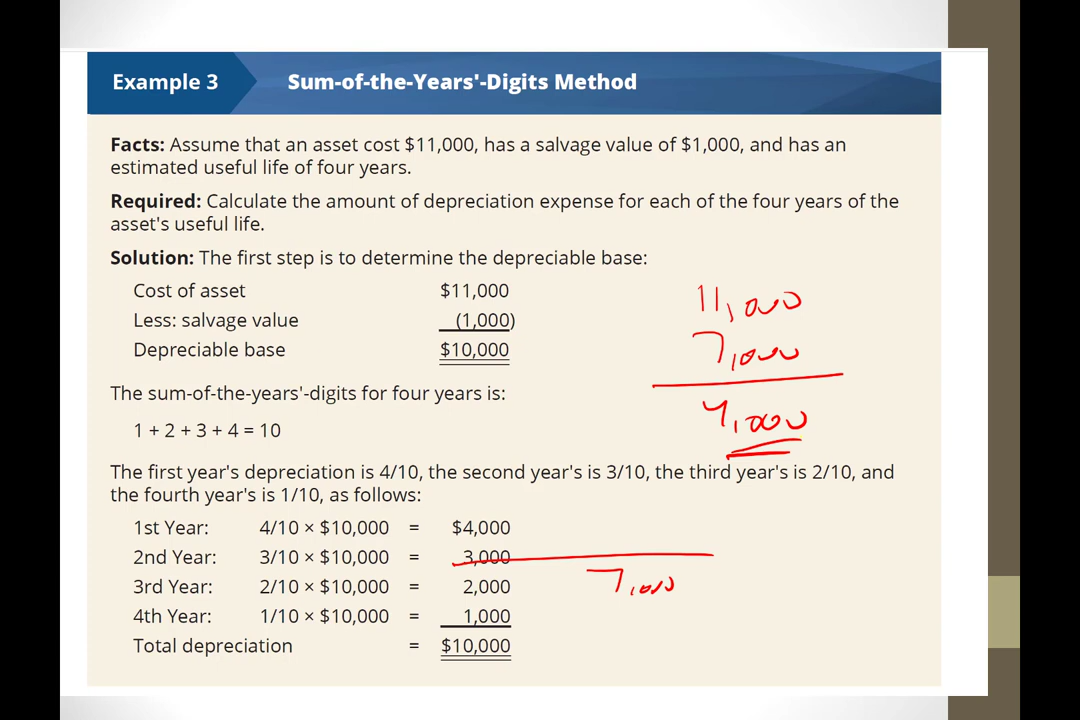 Example 3 Sum-of-the-Years'-Digits Method
Facts: Assume that an asset cost $11,000, has a salvage value of $1,000, and has an
estimated useful life of four years.
Required: Calculate the amount of depreciation expense for each of the four years of the
asset's useful life.
Solution: The first step is to determine the depreciable base:
Cost of asset $11,000
Less: salvage value (1,000)
Depreciable base $10,000
11,000
7,000
4,000
The sum-of-the-years'-digits for four years is:
1 + 2 + 3 + 4 = 10
The first year's depreciation is 4/10, the second year's is 3/10, the third year's is 2/10, and
the fourth year's is 1/10, as follows:
1st Year: 4/10 × $10,000 = $4,000
2nd Year: 3/10 × $10,000 = 3,000
7,000
3rd Year: 2/10 × $10,000 = 2,000
4th Year: 1/10 × $10,000 = 1,000
Total depreciation = $10,000